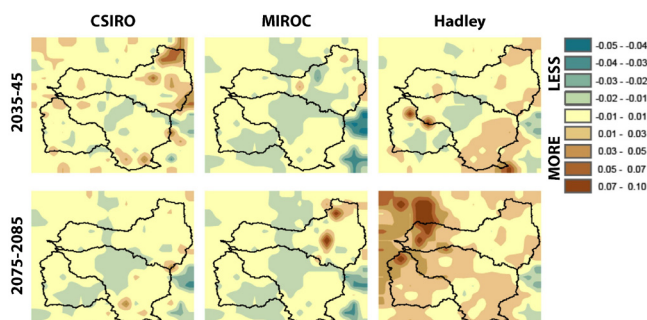 CSIRO MIROC Hadley
2035-45
2075-2085
LESS
MORE
-0.05 - -0.04
-0.04 - -0.03
-0.03 - -0.02
-0.02 - -0.01
-0.01 - 0.01
0.01 - 0.03
0.03 - 0.05
0.05 - 0.07
0.07 - 0.10